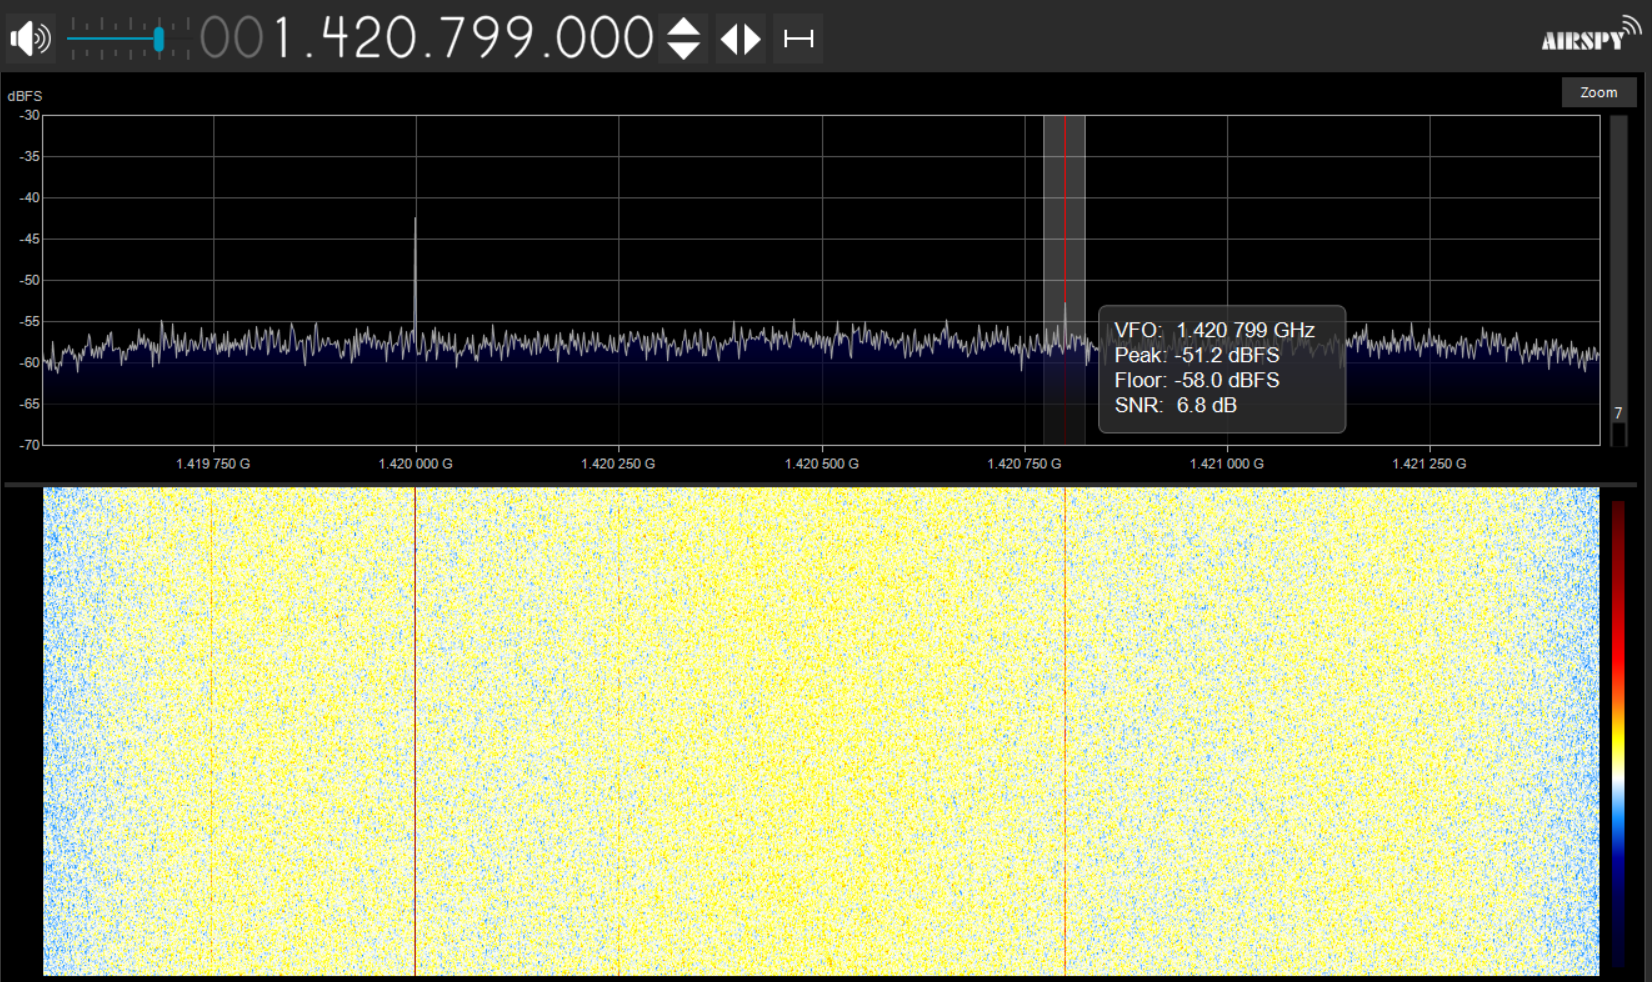 001.420.799.000
AIRSPY
dBFS
Zoom
-30
-35
-40
-45
-50
-55
-60
-65
-70
VFO: 1.420 799 GHz
Peak: -51.2 dBFS
Floor: -58.0 dBFS
SNR: 6.8 dB
7
1.419 750 G
1.420 000 G
1.420 250 G
1.420 500 G
1.420 750 G
1.421 000 G
1.421 250 G